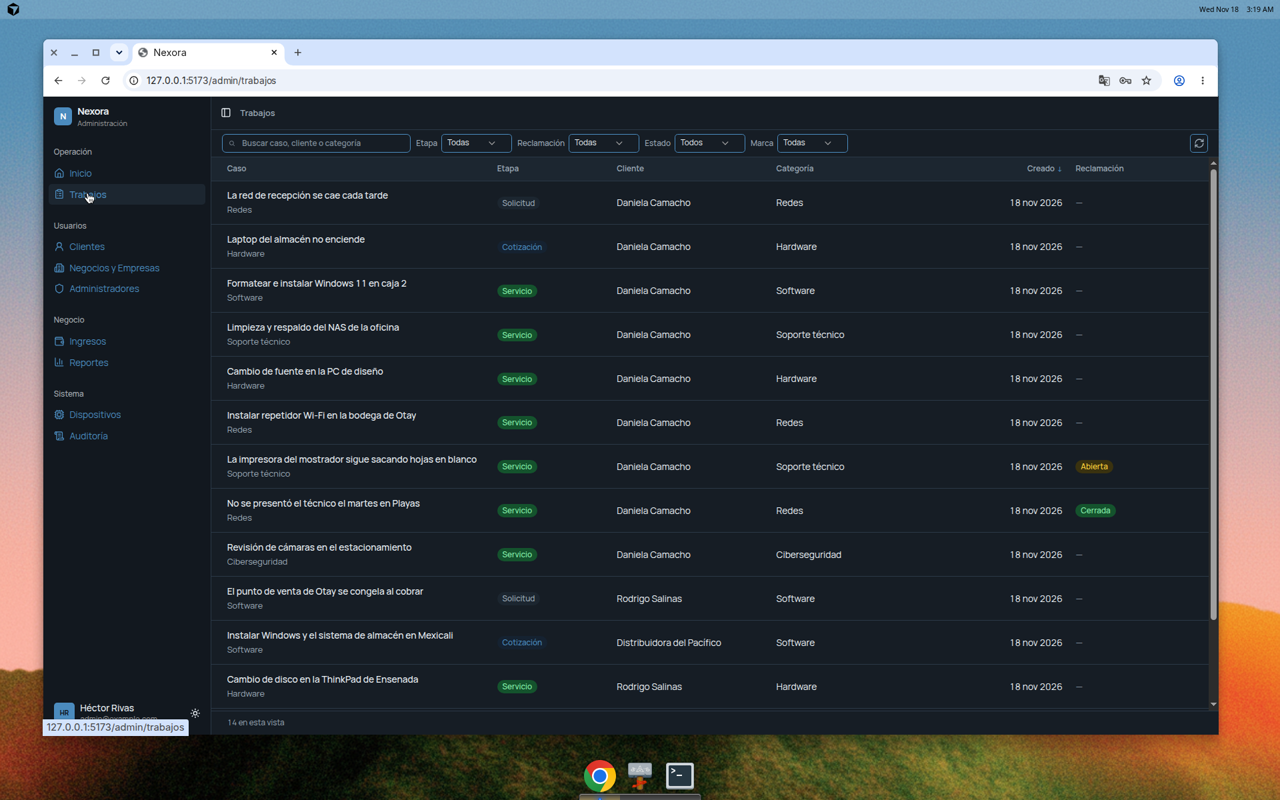 Wed Nov 18 3:19 AM
Nexora
127.0.0.1:5173/admin/trabajos
N
Nexora
Administración
Operación
Inicio
Trabajos
Usuarios
Clientes
Negocios y Empresas
Administradores
Negocio
Ingresos
Reportes
Sistema
Dispositivos
Auditoría
HR
Héctor Rivas
admin@example.com
127.0.0.1:5173/admin/trabajos
Trabajos
Buscar caso, cliente o categoría Etapa Todas Reclamación Todas Estado Todos Marca Todas
Caso Etapa Cliente Categoría Creado ↓ Reclamación
La red de recepción se cae cada tarde
Redes
Solicitud Daniela Camacho Redes 18 nov 2026 —
Laptop del almacén no enciende
Hardware
Cotización Daniela Camacho Hardware 18 nov 2026 —
Formatear e instalar Windows 11 en caja 2
Software
Servicio Daniela Camacho Software 18 nov 2026 —
Limpieza y respaldo del NAS de la oficina
Soporte técnico
Servicio Daniela Camacho Soporte técnico 18 nov 2026 —
Cambio de fuente en la PC de diseño
Hardware
Servicio Daniela Camacho Hardware 18 nov 2026 —
Instalar repetidor Wi-Fi en la bodega de Otay
Redes
Servicio Daniela Camacho Redes 18 nov 2026 —
La impresora del mostrador sigue sacando hojas en blanco
Soporte técnico
Servicio Daniela Camacho Soporte técnico 18 nov 2026 Abierta
No se presentó el técnico el martes en Playas
Redes
Servicio Daniela Camacho Redes 18 nov 2026 Cerrada
Revisión de cámaras en el estacionamiento
Ciberseguridad
Servicio Daniela Camacho Ciberseguridad 18 nov 2026 —
El punto de venta de Otay se congela al cobrar
Software
Solicitud Rodrigo Salinas Software 18 nov 2026 —
Instalar Windows y el sistema de almacén en Mexicali
Software
Cotización Distribuidora del Pacífico Software 18 nov 2026 —
Cambio de disco en la ThinkPad de Ensenada
Hardware
Servicio Rodrigo Salinas Hardware 18 nov 2026 —
14 en esta vista